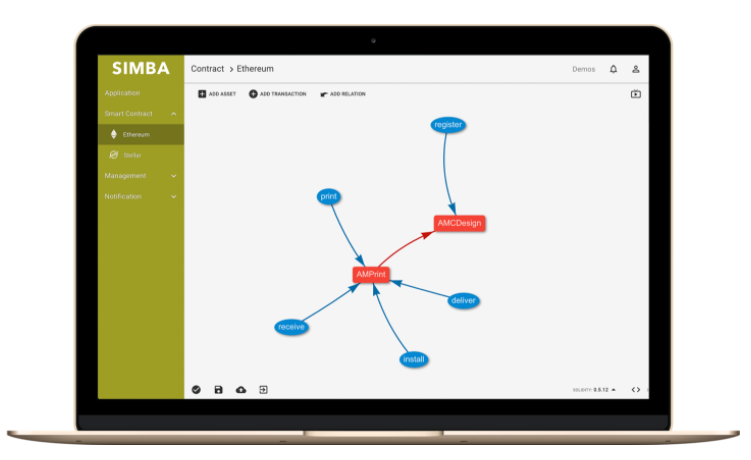 SIMBA
Contract > Ethereum
Demos
Application
ADD ASSET
ADD TRANSACTION
ADD RELATION
Smart Contract
Ethereum
Stellar
Management
Notification
register
print
AMCDesign
AMPrint
deliver
receive
install
SOLIDITY: 0.5.12